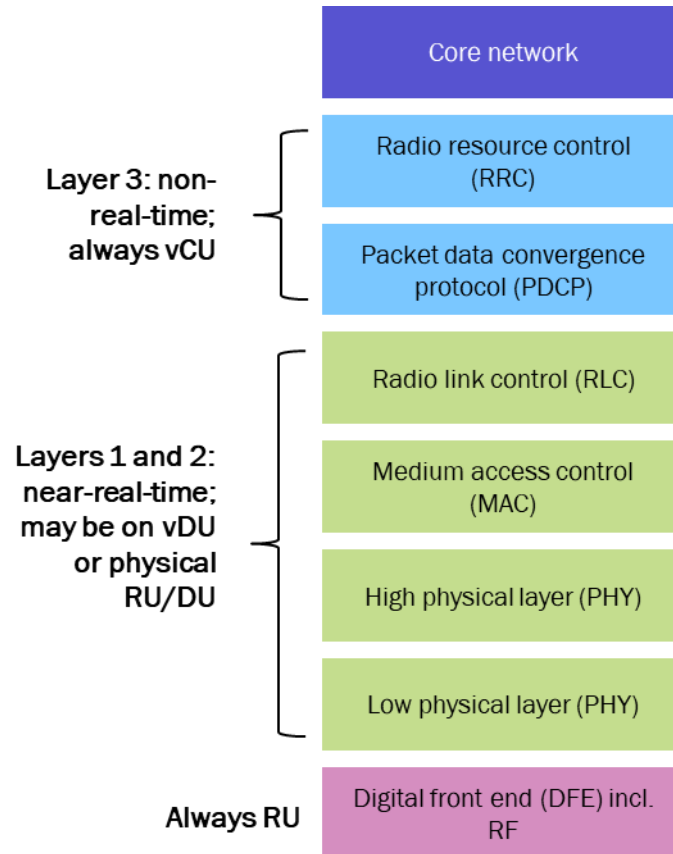 Core network
Layer 3: non-
real-time;
always vCU
Radio resource control
(RRC)
Packet data convergence
protocol (PDCP)
Layers 1 and 2:
near-real-time;
may be on vDU
or physical
RU/DU
Radio link control (RLC)
Medium access control
(MAC)
High physical layer (PHY)
Low physical layer (PHY)
Always RU
Digital front end (DFE) incl.
RF